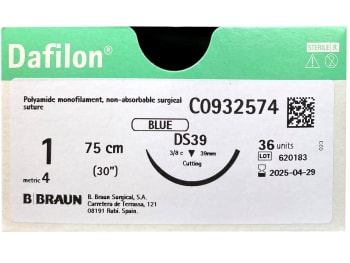 Dafilon®
STERILE R
Polyamide monofilament, non-absorbable surgical
suture
C0932574
BLUE
1
metric 4
75 cm
(30")
DS39
3/8 c 39mm
Cutting
36 units
LOT 620183
2025-04-29
B|BRAUN
B. Braun Surgical, S.A.
Carretera de Terrassa, 121
08191 Rubí. Spain.